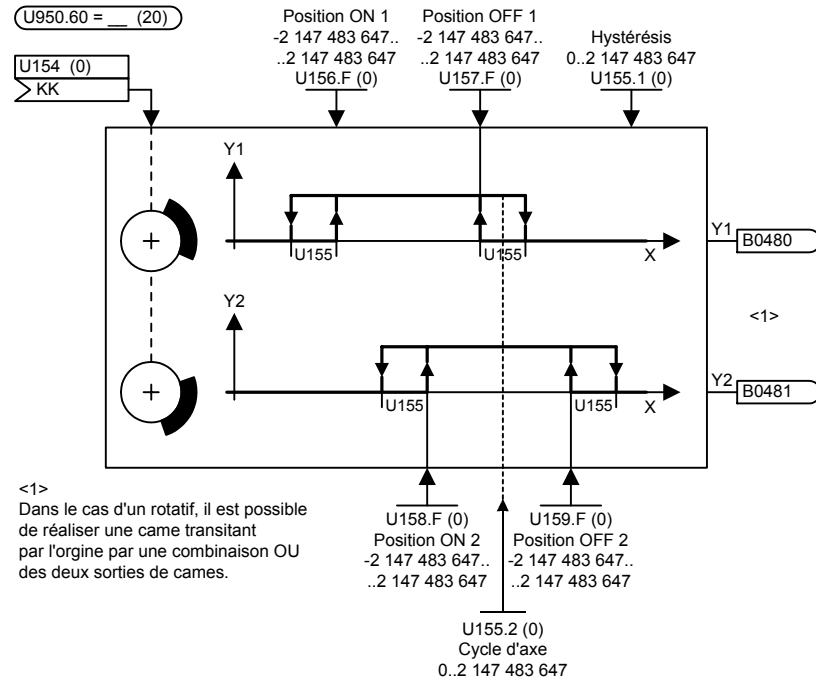 U950.60 = __ (20)
U154 (0)
KK
Position ON 1
-2 147 483 647..
..2 147 483 647
U156.F (0)
Position OFF 1
-2 147 483 647..
..2 147 483 647
U157.F (0)
Hystérésis
0..2 147 483 647
U155.1 (0)
Y1
U155
U155
X
Y1
B0480
<1>
Y2
U155
U155
X
Y2
B0481
<1>
Dans le cas d'un rotatif, il est possible
de réaliser une came transitant
par l'orgine par une combinaison OU
des deux sorties de cames.
U158.F (0)
Position ON 2
-2 147 483 647..
..2 147 483 647
U159.F (0)
Position OFF 2
-2 147 483 647..
..2 147 483 647
U155.2 (0)
Cycle d'axe
0..2 147 483 647